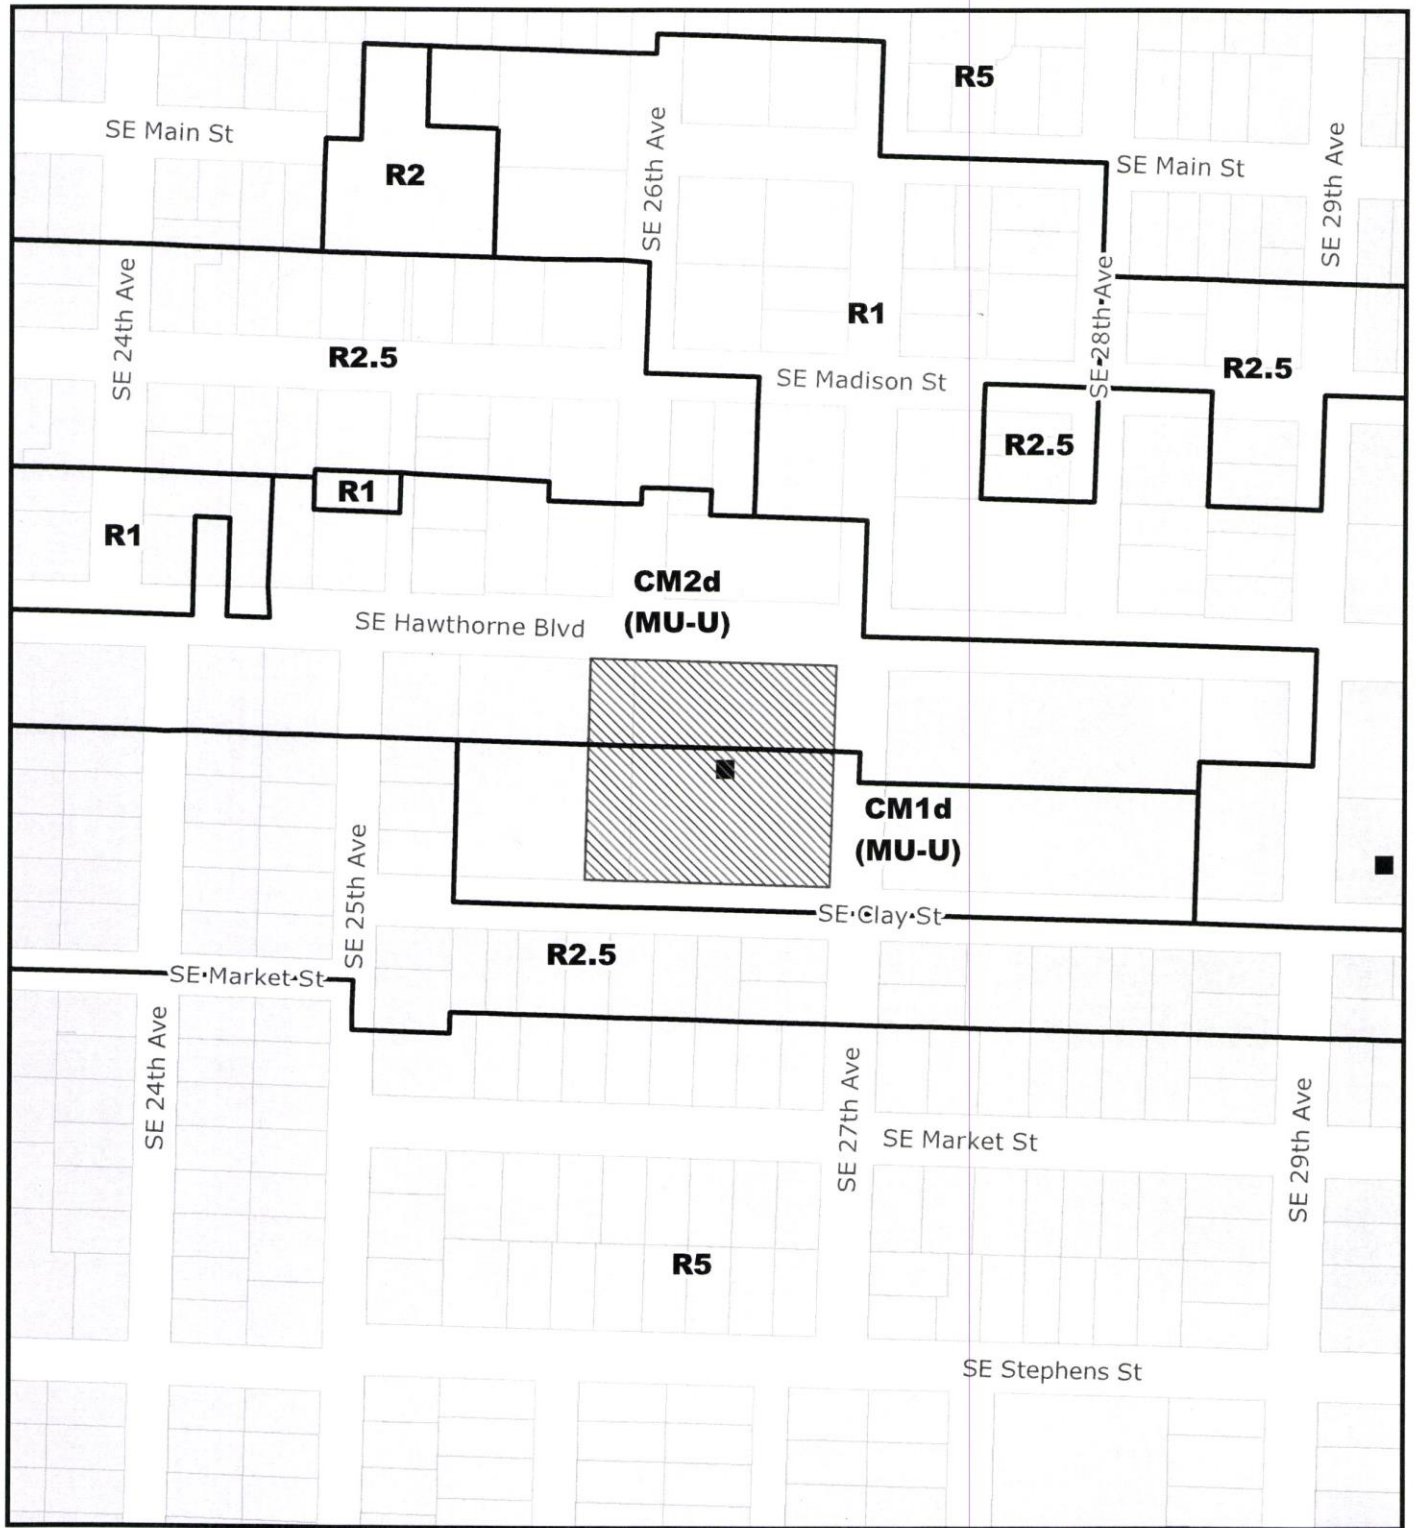 R5
SE Main St
SE 26th Ave
SE 29th Ave
SE Main St
R2
SE 24th Ave
SE 28th Ave
R1
R2.5
R2.5
SE Madison St
R2.5
R1
R1
CM2d
(MU-U)
SE Hawthorne Blvd
CM1d
(MU-U)
SE 25th Ave
SE Clay St
R2.5
SE Market St
SE 24th Ave
SE 27th Ave
SE 29th Ave
SE Market St
R5
SE Stephens St